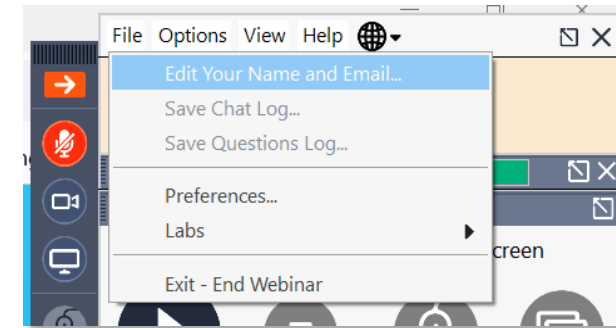 File Options View Help
Edit Your Name and Email...
Save Chat Log...
Save Questions Log...
Preferences...
Labs
creen
Exit - End Webinar